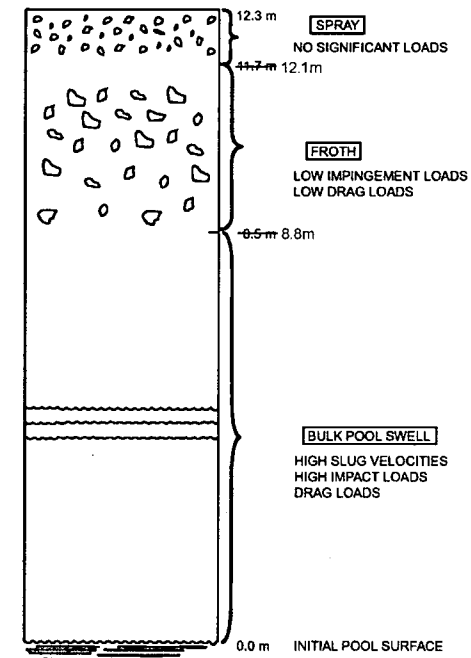 12.3 m
SPRAY
NO SIGNIFICANT LOADS
11.7 m 12.1m
FROTH
LOW IMPINGEMENT LOADS
LOW DRAG LOADS
8.5 m 8.8m
BULK POOL SWELL
HIGH SLUG VELOCITIES
HIGH IMPACT LOADS
DRAG LOADS
0.0 m INITIAL POOL SURFACE